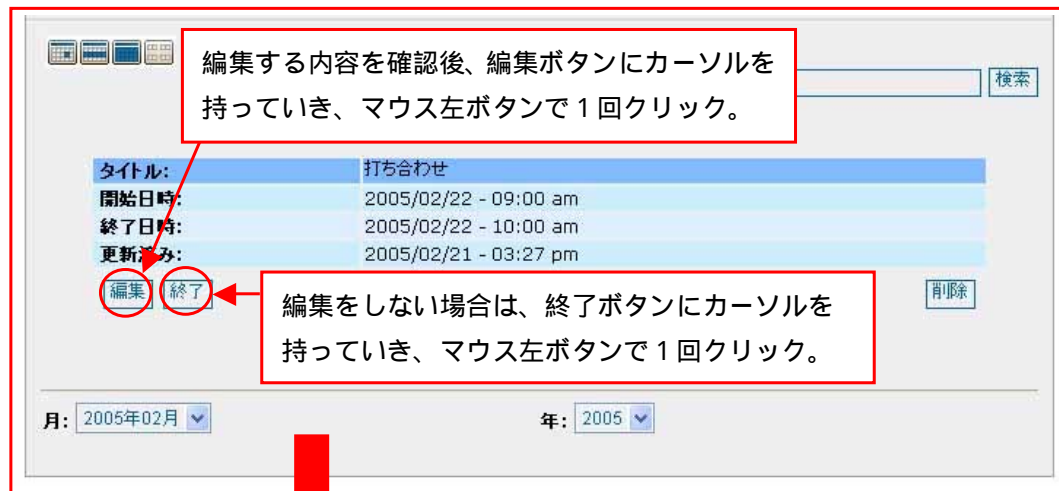 編集する内容を確認後、編集ボタンにカーソルを
持っていき、マウス左ボタンで1回クリック。
検索
タイトル: 打ち合わせ
開始日時: 2005/02/22 - 09:00 am
終了日時: 2005/02/22 - 10:00 am
更新済み: 2005/02/21 - 03:27 pm
編集 終了 削除
編集をしない場合は、終了ボタンにカーソルを
持っていき、マウス左ボタンで1回クリック。
月: 2005年02月 年: 2005